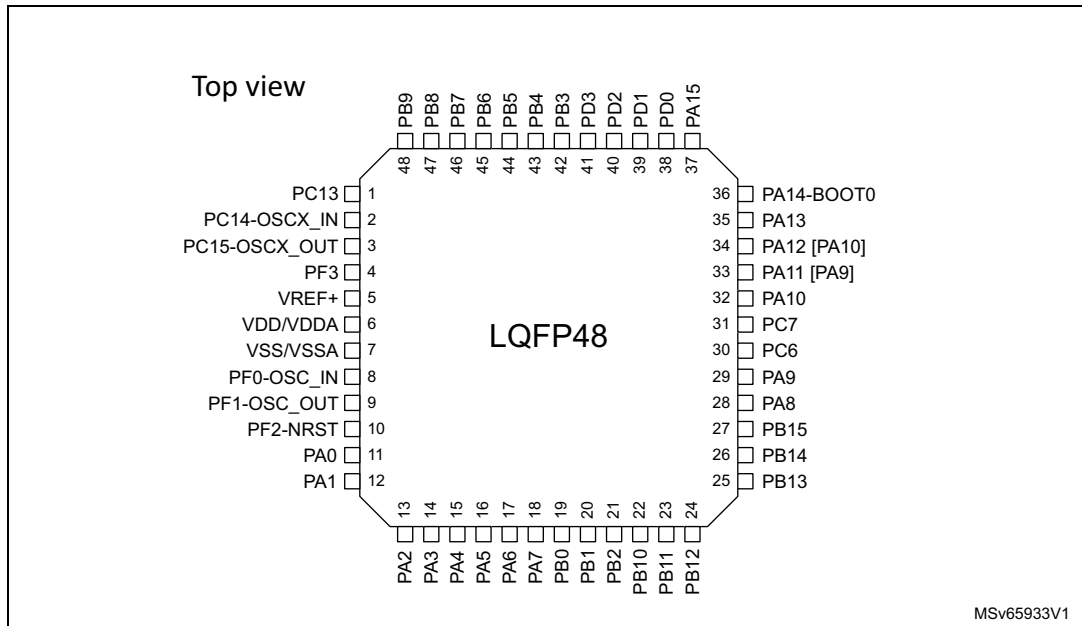 Top view
PB9
PB8
PB7
PB6
PB5
PB4
PB3
PD3
PD2
PD1
PD0
PA15
48
47
46
45
44
43
42
41
40
39
38
37
PC13 1
PC14-OSCX_IN 2
PC15-OSCX_OUT 3
PF3 4
VREF+ 5
VDD/VDDA 6
VSS/VSSA 7
PF0-OSC_IN 8
PF1-OSC_OUT 9
PF2-NRST 10
PA0 11
PA1 12
LQFP48
36 PA14-BOOT0
35 PA13
34 PA12 [PA10]
33 PA11 [PA9]
32 PA10
31 PC7
30 PC6
29 PA9
28 PA8
27 PB15
26 PB14
25 PB13
13
14
15
16
17
18
19
20
21
22
23
24
PA2
PA3
PA4
PA5
PA6
PA7
PB0
PB1
PB2
PB10
PB11
PB12
MSv65933V1